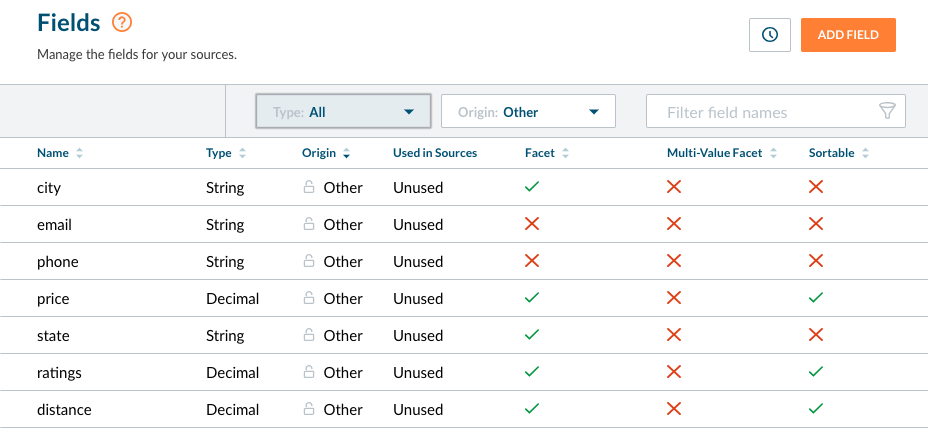 Fields ?
Manage the fields for your sources.
ADD FIELD
Type: All Origin: Other Filter field names
Name Type Origin Used in Sources Facet Multi-Value Facet Sortable
city String Other Unused
email String Other Unused
phone String Other Unused
price Decimal Other Unused
state String Other Unused
ratings Decimal Other Unused
distance Decimal Other Unused